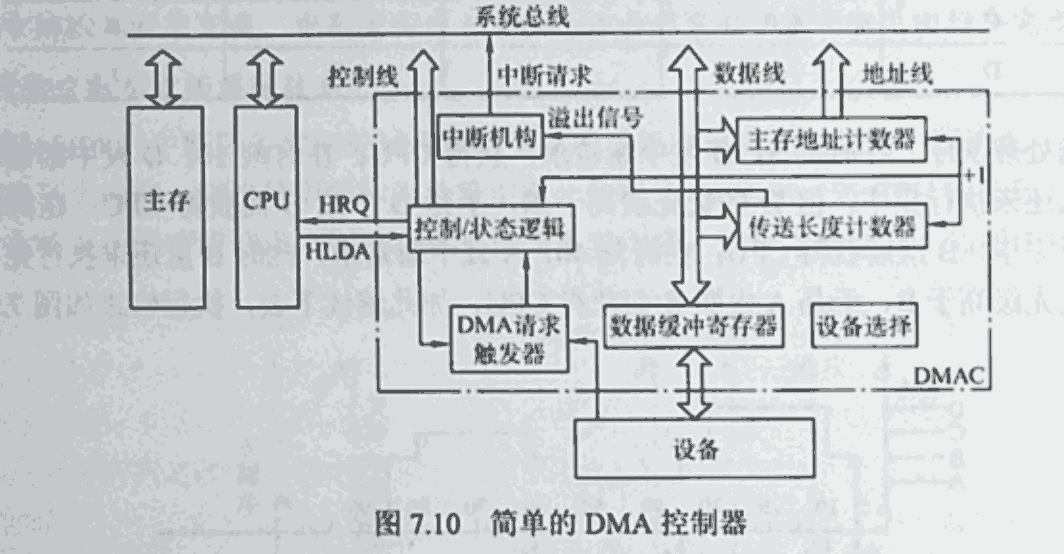 系统总线
控制线
中断请求
数据线
地址线
中断机构
溢出信号
主存地址计数器
主存
CPU
HRQ
HLDA
控制/状态逻辑
+1
传送长度计数器
DMA请求
触发器
数据缓冲寄存器
设备选择
DMAC
设备
图 7.10 简单的 DMA 控制器